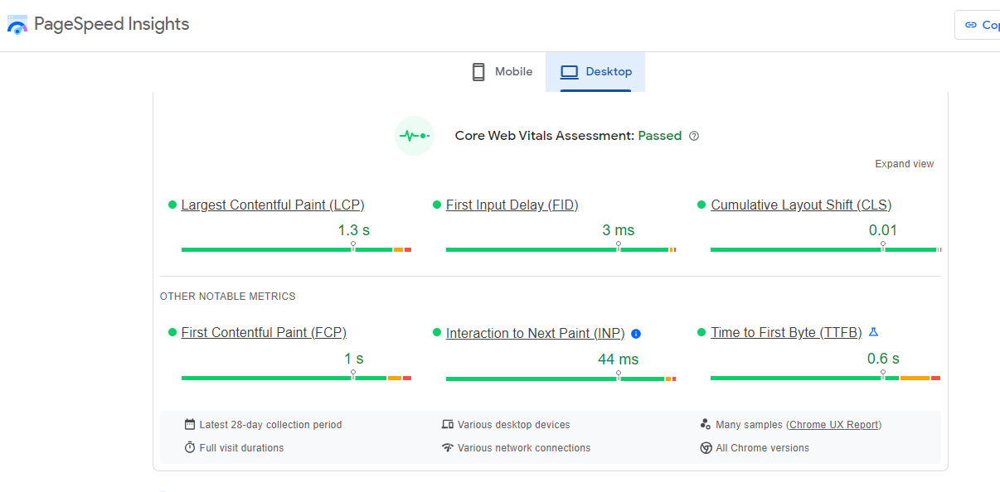 PageSpeed Insights
Mobile
Desktop
Core Web Vitals Assessment: Passed
Expand view
Largest Contentful Paint (LCP)
1.3 s
First Input Delay (FID)
3 ms
Cumulative Layout Shift (CLS)
0.01
OTHER NOTABLE METRICS
First Contentful Paint (FCP)
1 s
Interaction to Next Paint (INP)
44 ms
Time to First Byte (TTFB)
0.6 s
Latest 28-day collection period
Various desktop devices
Many samples (Chrome UX Report)
Full visit durations
Various network connections
All Chrome versions